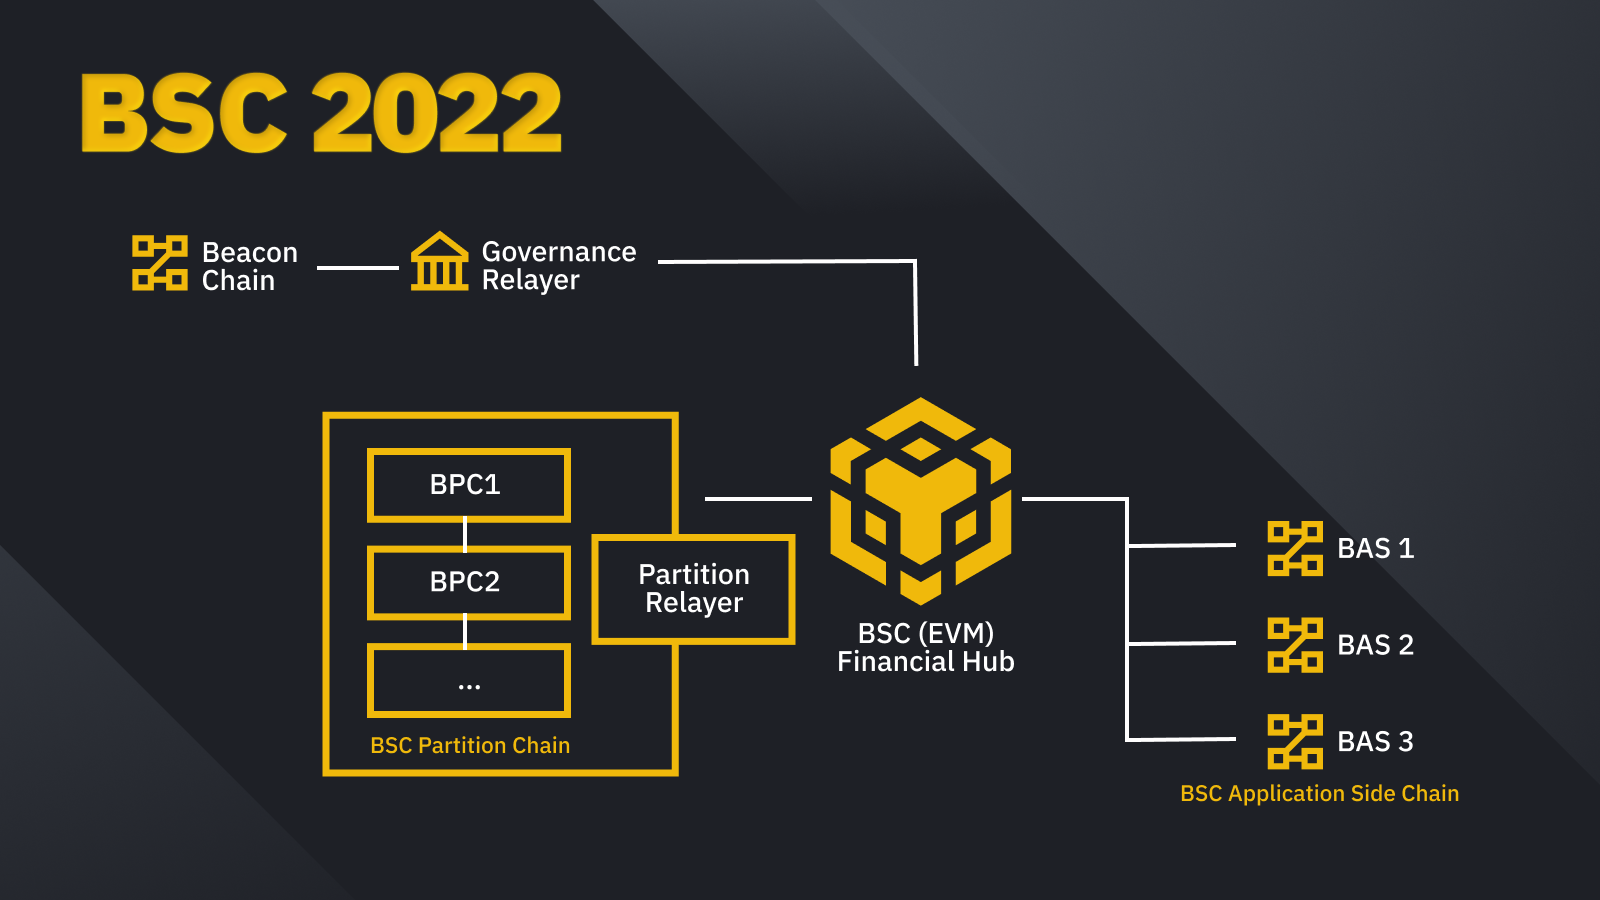 BSC 2022
Beacon
Chain
Governance
Relayer
BPC1
BPC2
...
BSC Partition Chain
Partition
Relayer
BSC (EVM)
Financial Hub
BAS 1
BAS 2
BAS 3
BSC Application Side Chain